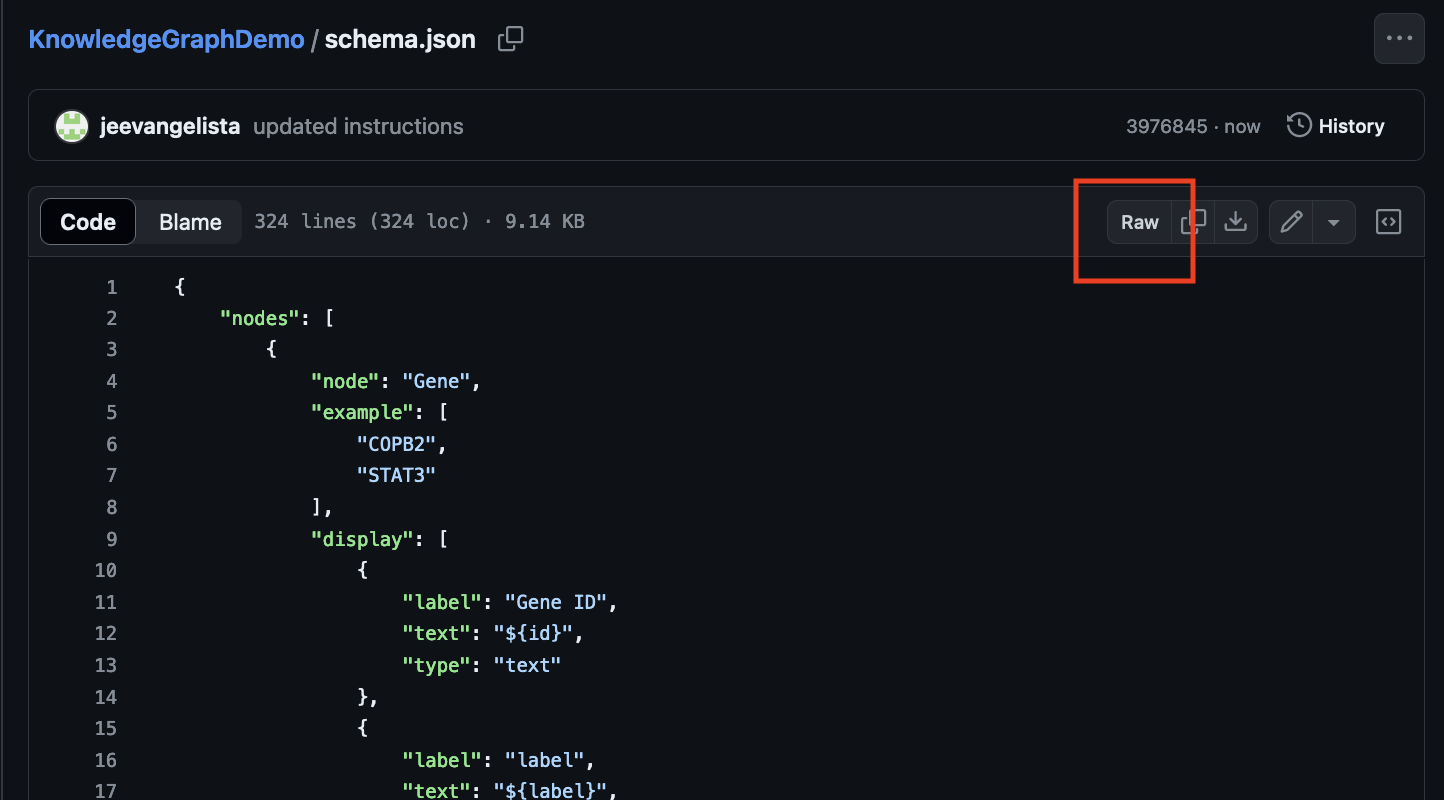 KnowledgeGraphDemo / schema.json
jeevangelista updated instructions 3976845 · now History
Code Blame 324 lines (324 loc) · 9.14 KB Raw
1 {
2 "nodes": [
3 {
4 "node": "Gene",
5 "example": [
6 "COPB2",
7 "STAT3"
8 ],
9 "display": [
10 {
11 "label": "Gene ID",
12 "text": "${id}",
13 "type": "text"
14 },
15 {
16 "label": "label",
17 "text": "${label}",